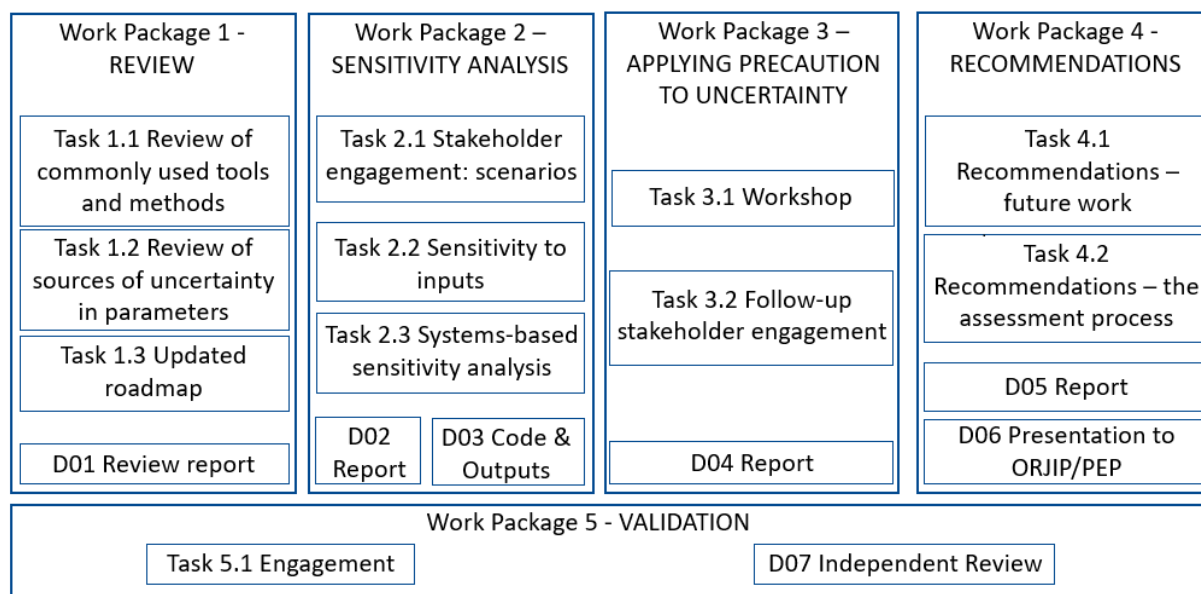 Work Package 1 -
REVIEW
Task 1.1 Review of
commonly used tools
and methods
Task 1.2 Review of
sources of uncertainty
in parameters
Task 1.3 Updated
roadmap
D01 Review report
Work Package 2 –
SENSITIVITY ANALYSIS
Task 2.1 Stakeholder
engagement: scenarios
Task 2.2 Sensitivity to
inputs
Task 2.3 Systems-based
sensitivity analysis
D02
Report
D03 Code &
Outputs
Work Package 3 –
APPLYING PRECAUTION
TO UNCERTAINTY
Task 3.1 Workshop
Task 3.2 Follow-up
stakeholder engagement
D04 Report
Work Package 4 -
RECOMMENDATIONS
Task 4.1
Recommendations –
future work
Task 4.2
Recommendations – the
assessment process
D05 Report
D06 Presentation to
ORJIP/PEP
Work Package 5 - VALIDATION
Task 5.1 Engagement
D07 Independent Review